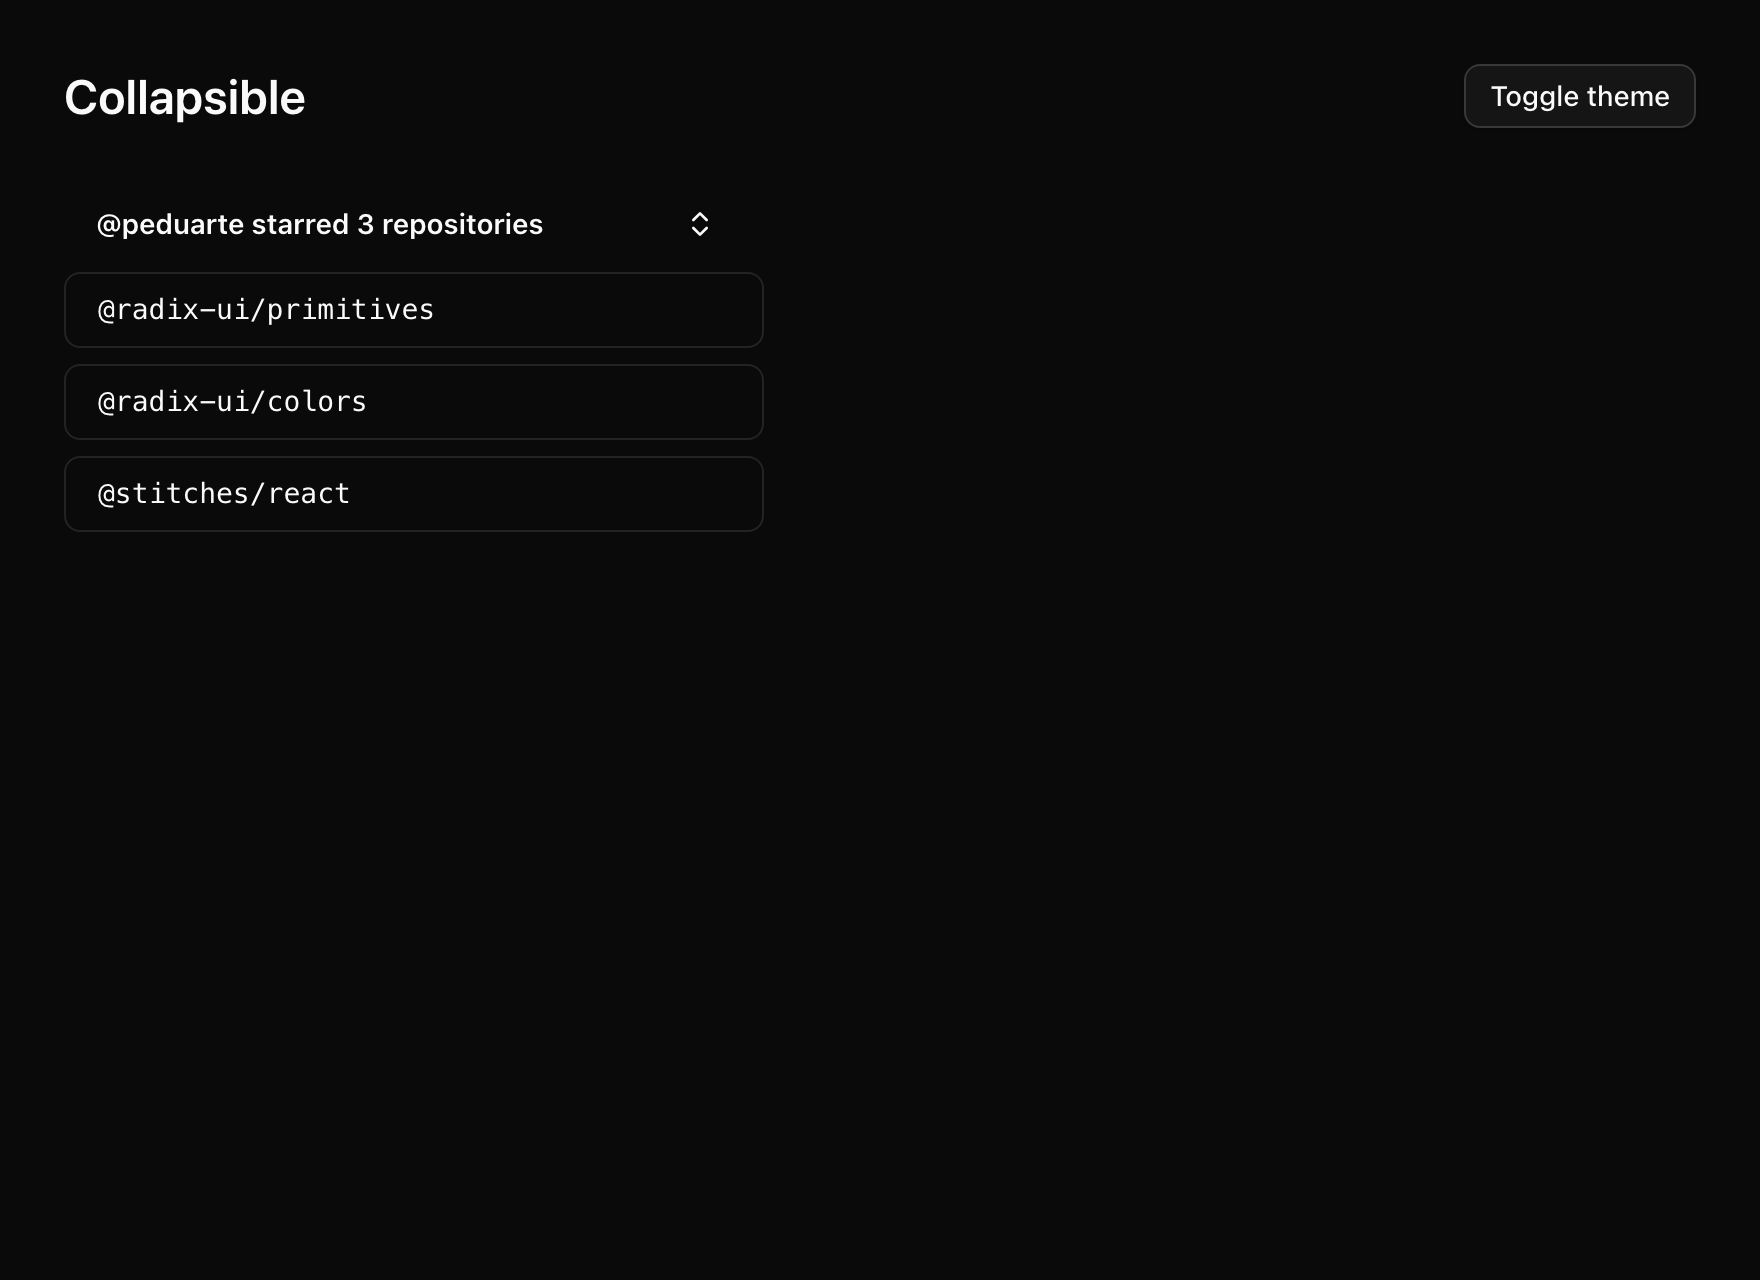 Collapsible
Toggle theme
@peduarte starred 3 repositories
@radix-ui/primitives
@radix-ui/colors
@stitches/react